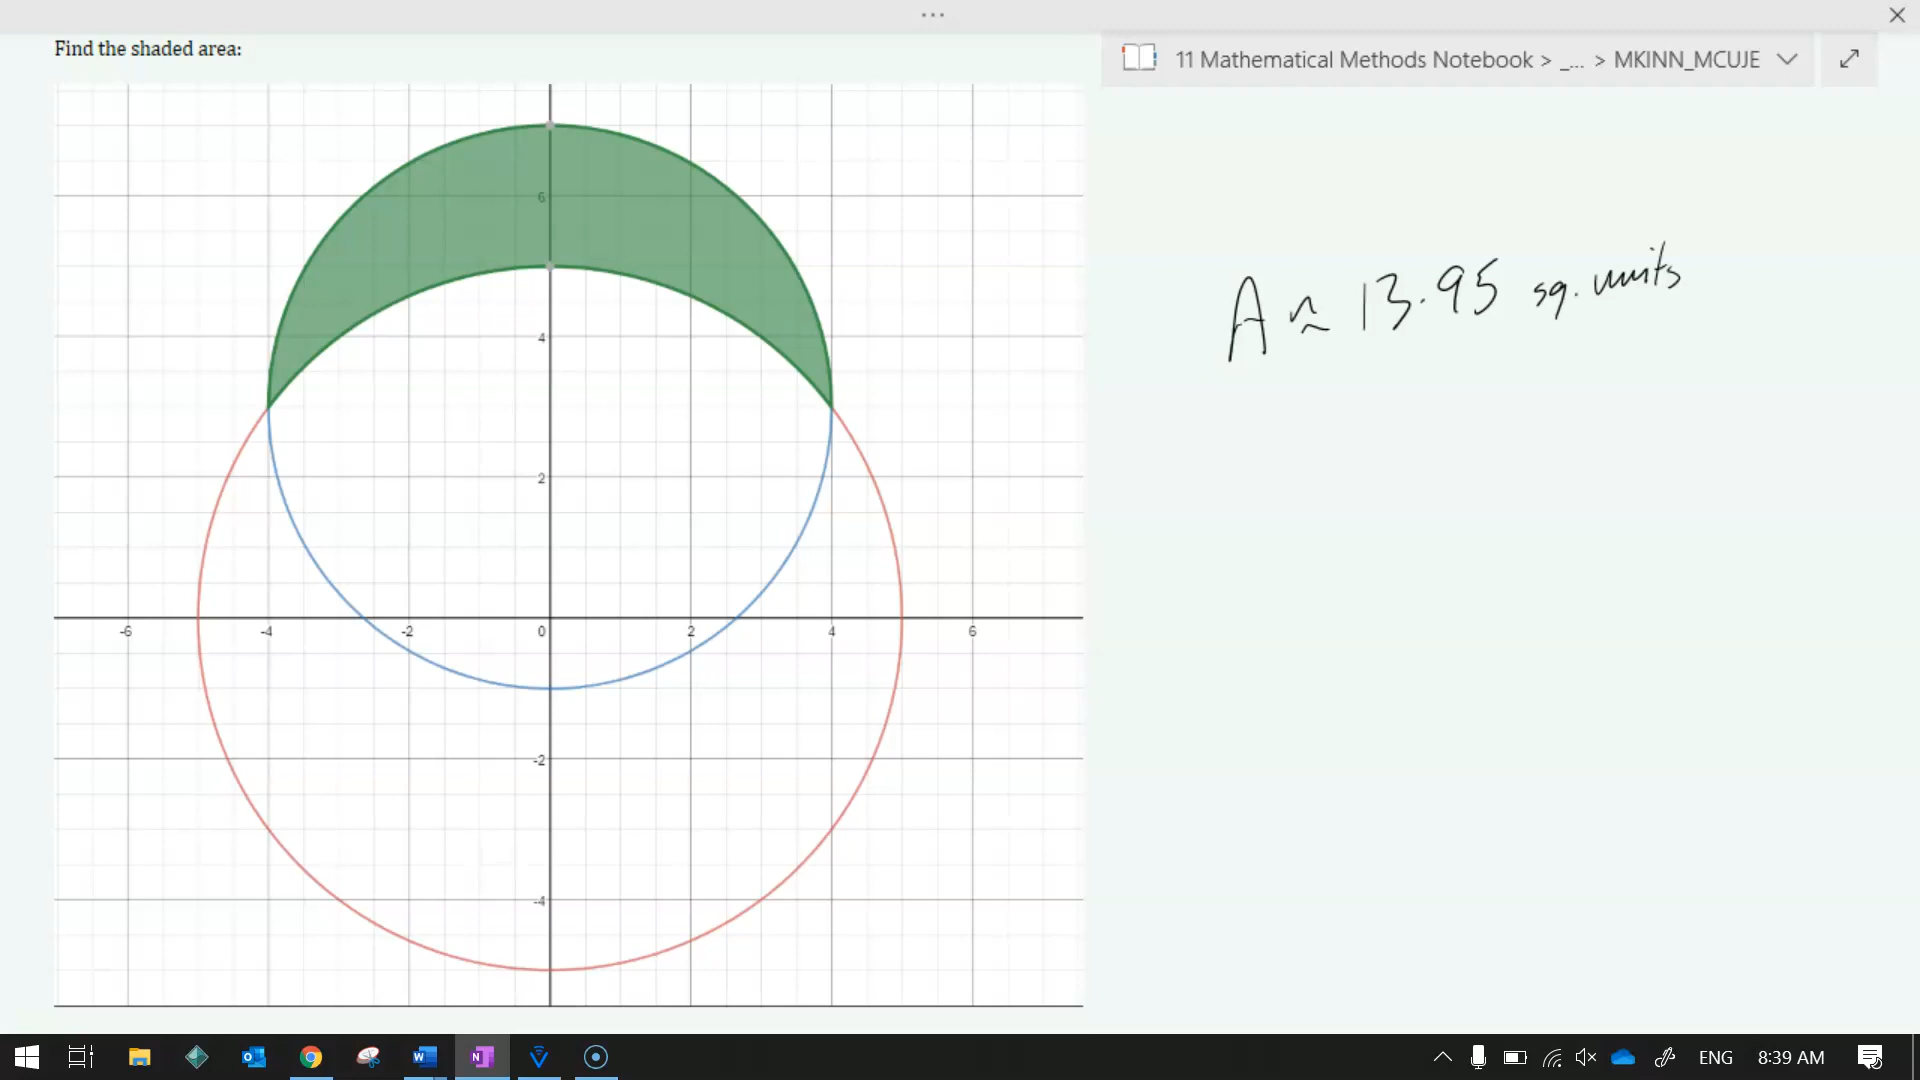 ...
Find the shaded area:
11 Mathematical Methods Notebook > _... > MKINN_MCUJE
6
4
2
-6 -4 -2 0 2 4 6
-2
-4
A ≈ 13.95 sq. units
ENG 8:39 AM